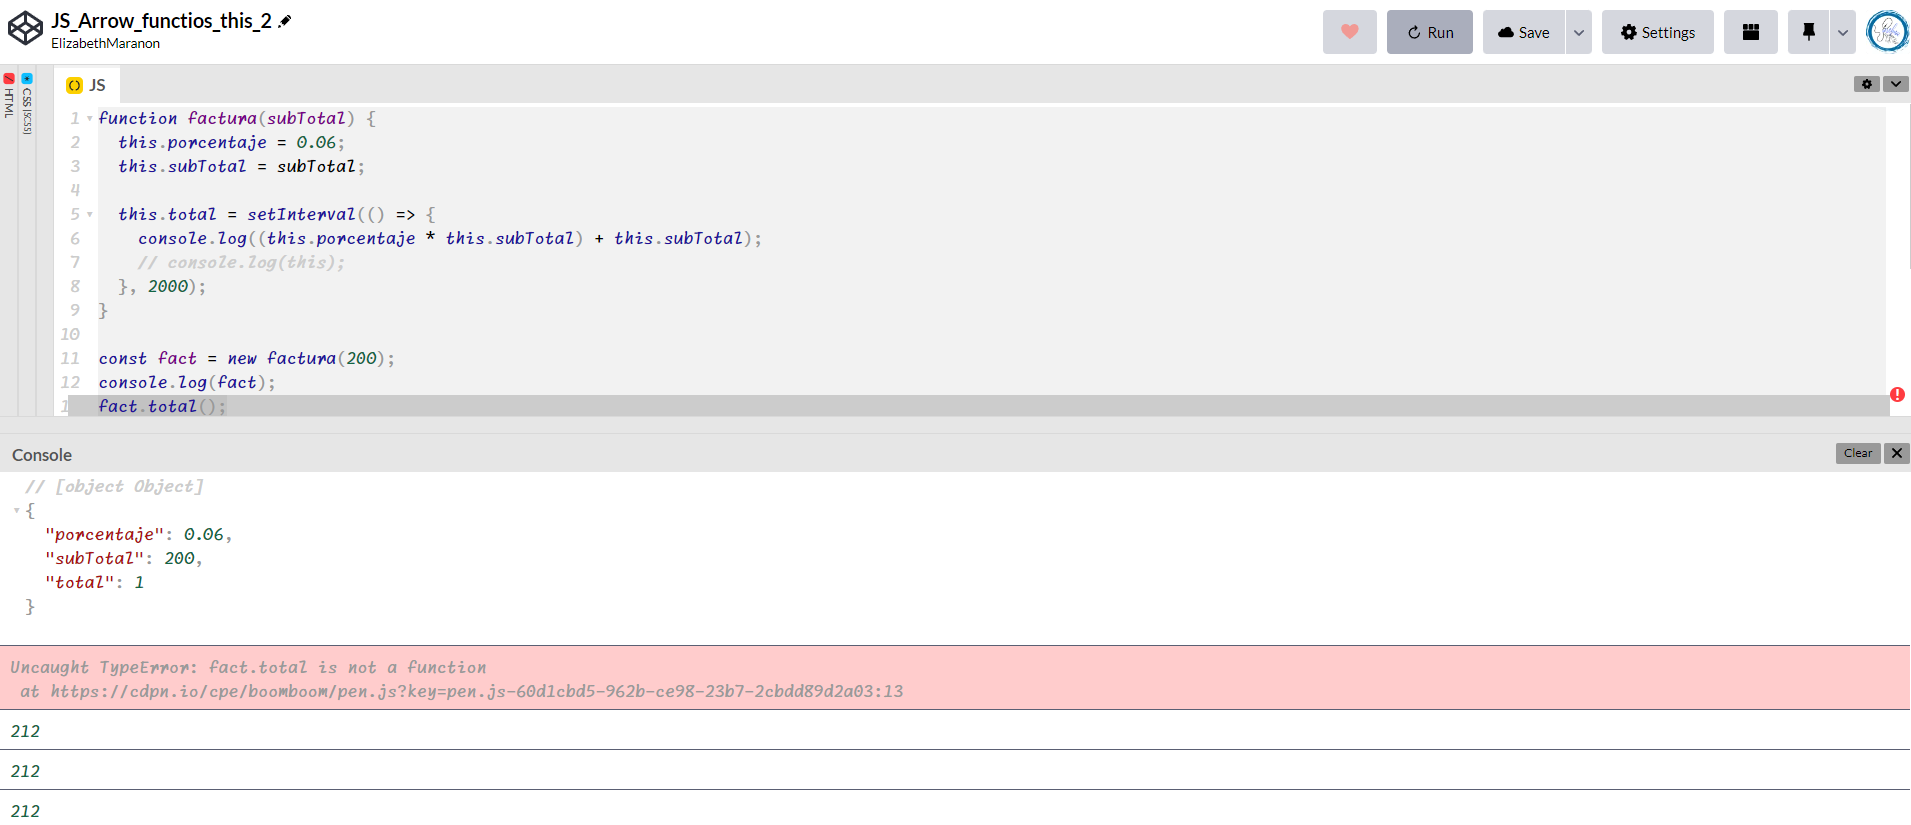 JS_Arrow_functios_this_2
ElizabethMaranon
Run
Save
Settings
HTML
CSS (SCSS)
JS
1 function factura(subTotal) {
2 this.porcentaje = 0.06;
3 this.subTotal = subTotal;
4
5 this.total = setInterval(() => {
6 console.log((this.porcentaje * this.subTotal) + this.subTotal);
7 // console.log(this);
8 }, 2000);
9 }
10
11 const fact = new factura(200);
12 console.log(fact);
1 fact.total();
Console
Clear
// [object Object]
{
"porcentaje": 0.06,
"subTotal": 200,
"total": 1
}
Uncaught TypeError: fact.total is not a function
at https://cdpn.io/cpe/boomboom/pen.js?key=pen.js-60d1cbd5-962b-ce98-23b7-2cbdd89d2a03:13
212
212
212